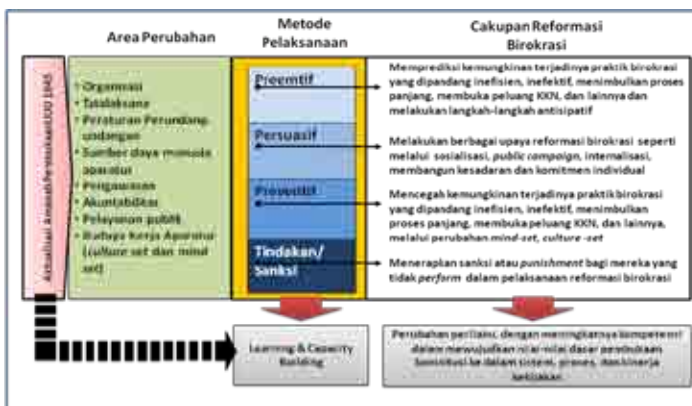 Area Perubahan
Metode
Pelaksanaan
Cakupan Reformasi
Birokrasi
Aktualisasi Amanah Pembukaan UUD 1945
• Organisasi
• Tatalaksana
• Peraturan Perundang-
undangan
• Sumber daya manusia
aparatur
• Pengawasan
• Akuntabilitas
• Pelayanan publik
• Budaya Kerja Aparatur
(culture set dan mind
set)
Preemtif
Persuasif
Preventif
Tindakan/
Sanksi
Memprediksi kemungkinan terjadinya praktik birokrasi
yang dipandang inefisien, inefektif, menimbulkan proses
panjang, membuka peluang KKN, dan lainnya dan
melakukan langkah-langkah antisipatif
Melakukan berbagai upaya reformasi birokrasi seperti
melalui sosialisasi, public campaign, internalisasi,
membangun kesadaran dan komitmen individual
Mencegah kemungkinan terjadinya praktik birokrasi
yang dipandang inefisien, inefektif, menimbulkan
proses panjang, membuka peluang KKN, dan lainnya,
melalui perubahan mind-set, culture -set
Menerapkan sanksi atau punishment bagi mereka yang
tidak perform dalam pelaksanaan reformasi birokrasi
Learning & Capacity
Building
Perubahan perilaku, dengan meningkatnya kompetensi
dalam mewujudkan nilai-nilai dasar pembukaan
konstitusi ke dalam sistem, proses, dan kinerja
kebijakan